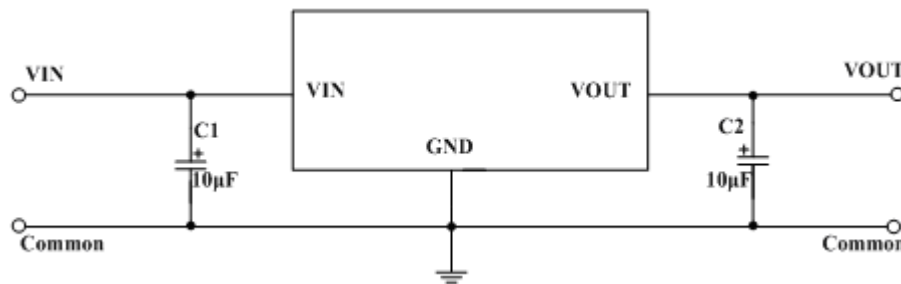 VIN
VOUT
VIN
VOUT
C1
+
10μF
GND
C2
+
10μF
Common
Common